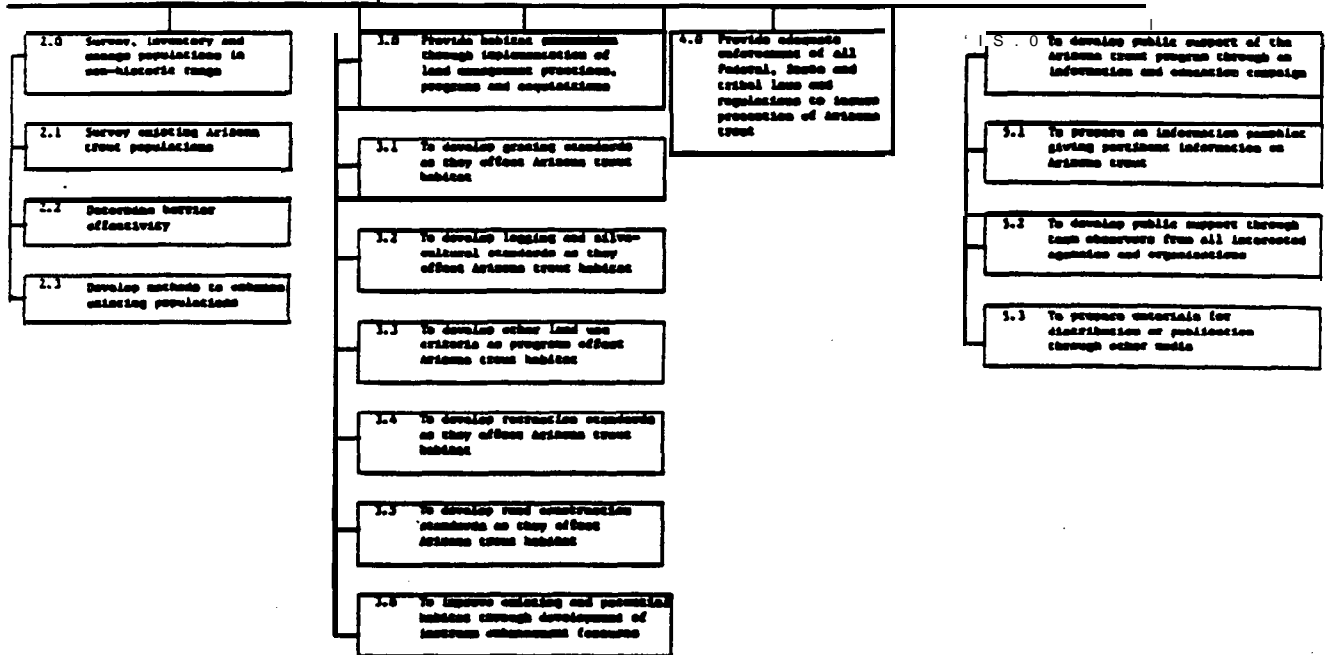 2.0 Survey, inventory and
manage populations in
non-historic range
2.1 Survey existing Arizona
trout populations
2.2 Determine barrier
effectivity
2.3 Develop methods to enhance
existing populations
3.0 Provide habitat
through implementation of
land management practices,
programs and acquisitions
3.1 To develop grazing standards
as they effect Arizona trout
habitat
3.2 To develop logging and silvi-
cultural standards as they
effect Arizona trout habitat
3.3 To develop other land use
criteria as programs effect
Arizona trout habitat
3.4 To develop recreation standards
as they effect Arizona trout
habitat
3.5 To develop road construction
standards as they effect
Arizona trout habitat
3.6 To improve existing and potential
habitat through development of
instream enhancement features
4.0 Provide adequate
enforcement of all
Federal, State and
tribal laws and
regulations to insure
protection of Arizona
trout
'IS.0 To develop public support of the
Arizona trout program through an
information and education campaign
5.1 To prepare an information pamphlet
giving pertinent information on
Arizona trout
5.2 To develop public support through
team observers from all interested
agencies and organizations
5.3 To prepare materials for
distribution or publication
through other media